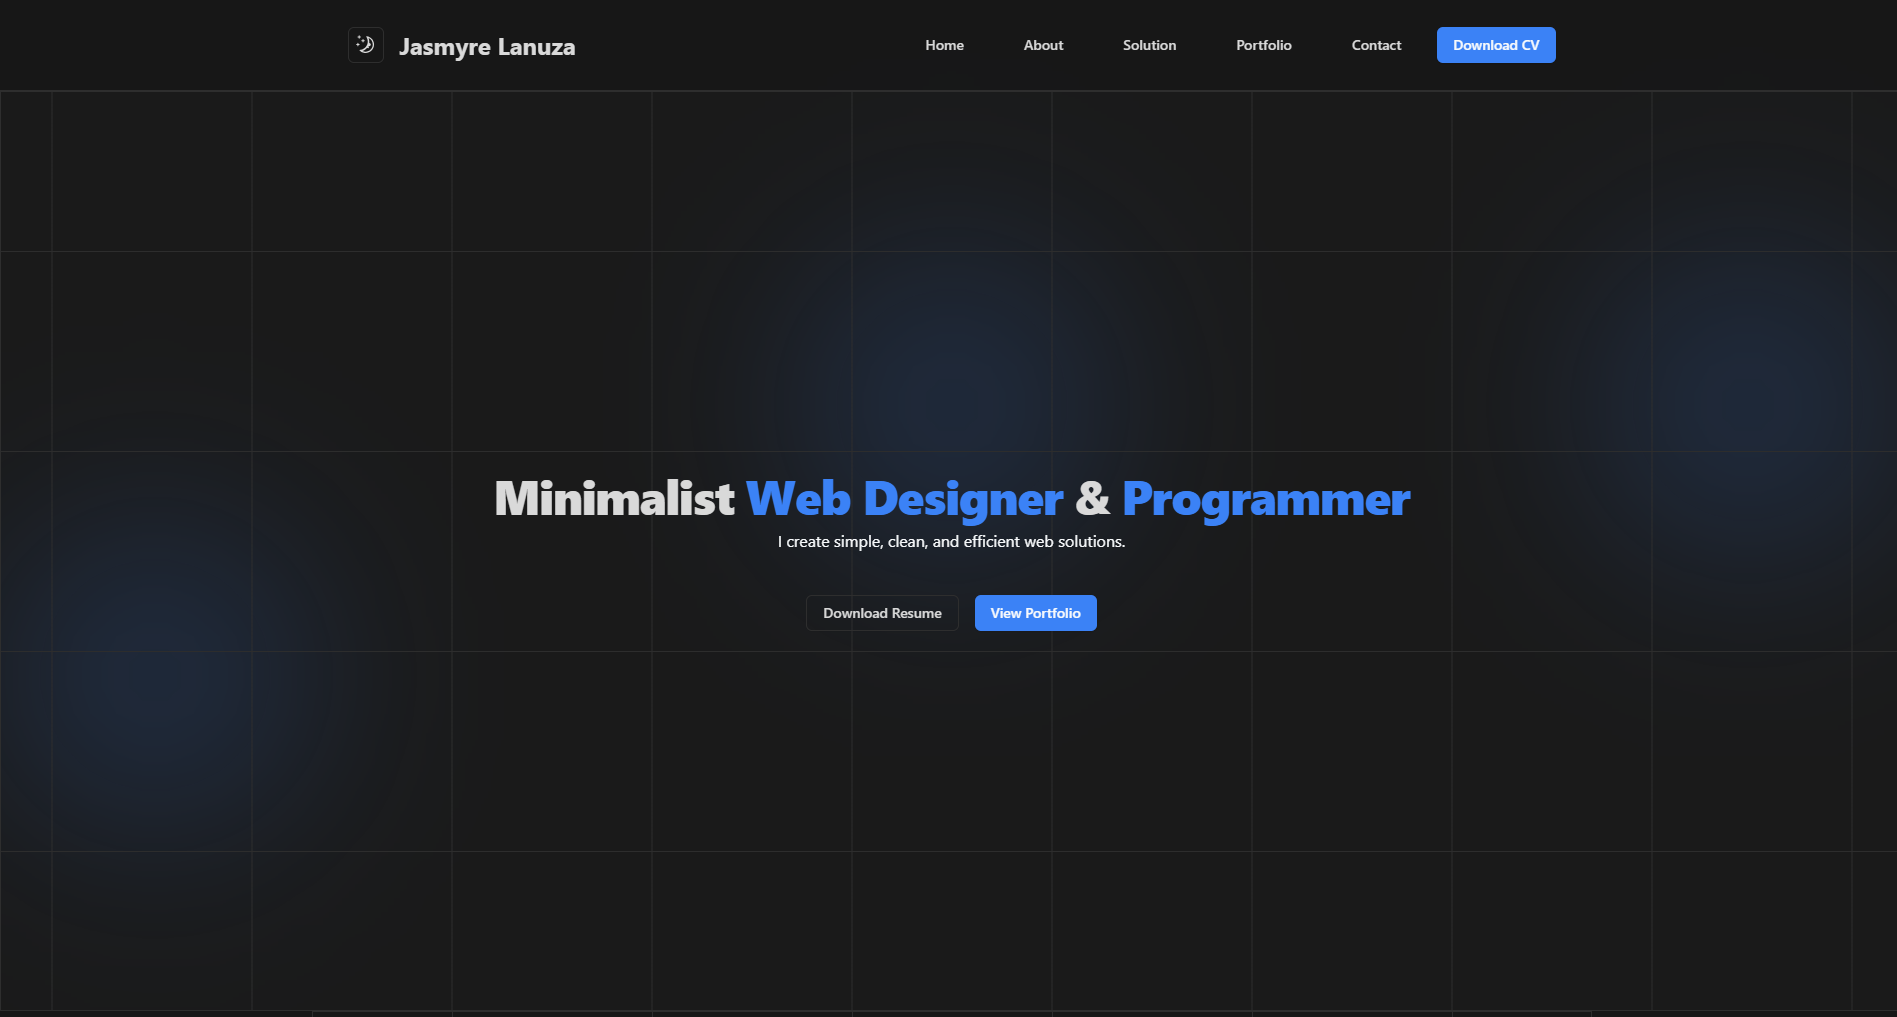 Jasmyre Lanuza
Home
About
Solution
Portfolio
Contact
Download CV
Minimalist Web Designer & Programmer
I create simple, clean, and efficient web solutions.
Download Resume
View Portfolio